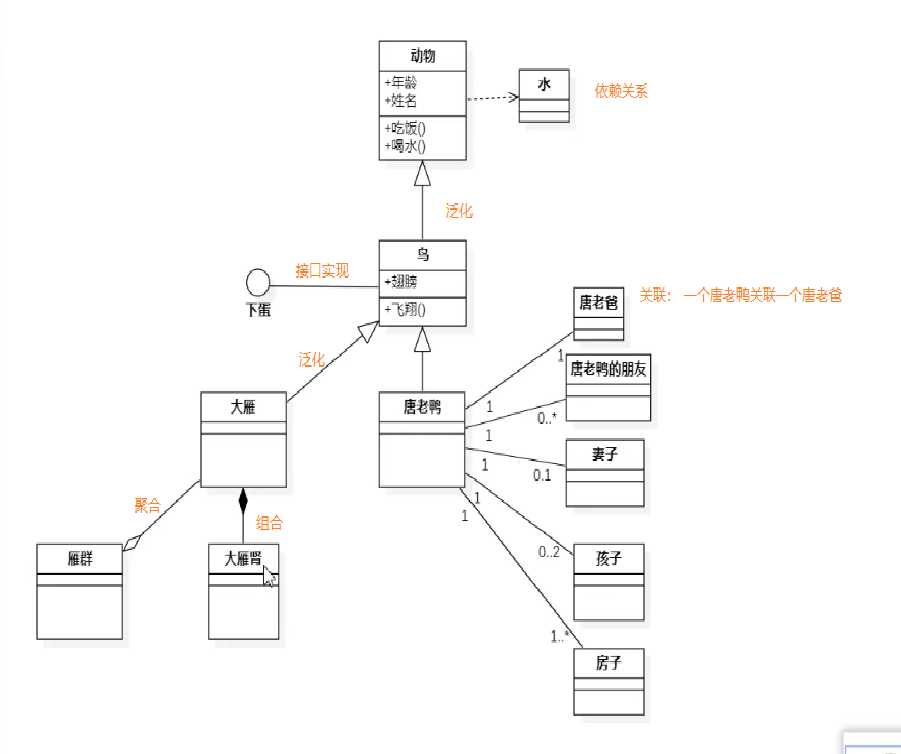 动物
+年龄
+姓名
+吃饭()
+喝水()
水
依赖关系
泛化
鸟
+翅膀
+飞翔()
接口实现
下蛋
唐老爸
关联： 一个唐老鸭关联一个唐老爸
泛化
1
唐老鸭的朋友
大雁
唐老鸭
1
0..*
1
妻子
1
0..1
聚合
1
1
组合
雁群
大雁肾
0..2
孩子
1..*
房子